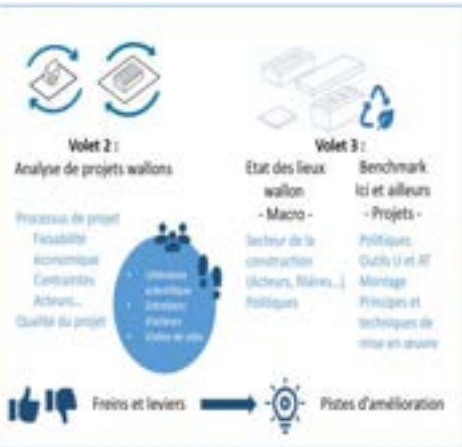 Volet 2 :
Analyse de projets wallons
Processus de projet
Faisabilité
économique
Contraintes
Acteurs...
Qualité du projet
Littérature
scientifique
Entretiens
d'acteurs
Visites de sites
Volet 3 :
Etat des lieux
wallon
- Macro -
Secteur de la
construction
(Acteurs, filières...)
Politiques
Benchmark
Ici et ailleurs
- Projets -
Politiques
Outils U et AT
Montage
Principes et
techniques de
mise en œuvre
Freins et leviers
Pistes d'amélioration